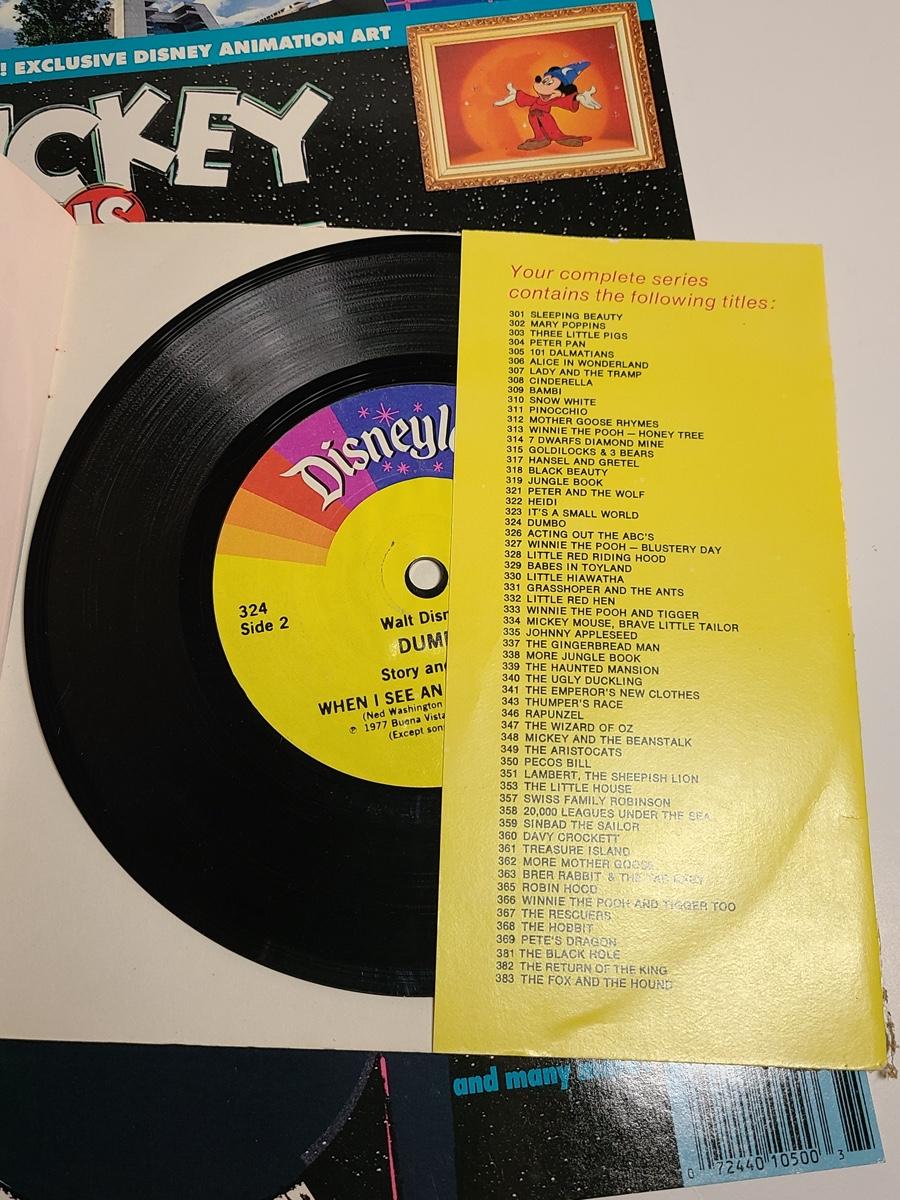 ! EXCLUSIVE DISNEY ANIMATION ART
CKEY
IS
Your complete series
contains the following titles:
301 SLEEPING BEAUTY
302 MARY POPPINS
303 THREE LITTLE PIGS
304 PETER PAN
305 101 DALMATIANS
306 ALICE IN WONDERLAND
307 LADY AND THE TRAMP
308 CINDERELLA
309 BAMBI
310 SNOW WHITE
311 PINOCCHIO
312 MOTHER GOOSE RHYMES
313 WINNIE THE POOH — HONEY TREE
314 7 DWARFS DIAMOND MINE
315 GOLDILOCKS & 3 BEARS
317 HANSEL AND GRETEL
318 BLACK BEAUTY
319 JUNGLE BOOK
321 PETER AND THE WOLF
322 HEIDI
323 IT'S A SMALL WORLD
324 DUMBO
326 ACTING OUT THE ABC'S
327 WINNIE THE POOH — BLUSTERY DAY
328 LITTLE RED RIDING HOOD
329 BABES IN TOYLAND
330 LITTLE HIAWATHA
331 GRASSHOPER AND THE ANTS
332 LITTLE RED HEN
333 WINNIE THE POOH AND TIGGER
334 MICKEY MOUSE, BRAVE LITTLE TAILOR
335 JOHNNY APPLESEED
337 THE GINGERBREAD MAN
338 MORE JUNGLE BOOK
339 THE HAUNTED MANSION
340 THE UGLY DUCKLING
341 THE EMPEROR'S NEW CLOTHES
343 THUMPER'S RACE
346 RAPUNZEL
347 THE WIZARD OF OZ
348 MICKEY AND THE BEANSTALK
349 THE ARISTOCATS
350 PECOS BILL
351 LAMBERT, THE SHEEPISH LION
353 THE LITTLE HOUSE
357 SWISS FAMILY ROBINSON
358 20,000 LEAGUES UNDER THE SEA
359 SINBAD THE SAILOR
360 DAVY CROCKETT
361 TREASURE ISLAND
362 MORE MOTHER GOOSE
363 BRER RABBIT & THE TAR BABY
365 ROBIN HOOD
366 WINNIE THE POOH AND TIGGER TOO
367 THE RESCUERS
368 THE HOBBIT
369 PETE'S DRAGON
381 THE BLACK HOLE
382 THE RETURN OF THE KING
383 THE FOX AND THE HOUND
Disneyl
324
Side 2
Walt Disn
DUM
Story and
WHEN I SEE AN
(Ned Washington
℗ 1977 Buena Vista
(Except son
and many
0 72440 10500 3